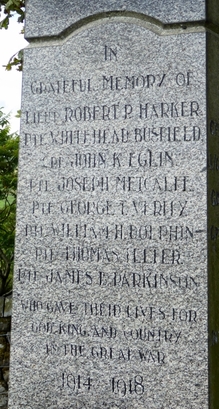 IN
GRATEFUL MEMORY OF
LIEUT ROBERT P. HARKER
PTE WHITEHEAD BUSFIELD
CPL JOHN K. EGLIN
PTE JOSEPH METCALFE
PTE GEORGE T. VERITY
PTE WILLIAM H. DOLPHIN
PTE THOMAS
PTE JAMES E. PARKINSON
WHO GAVE THEIR LIVES FOR
GOD, KING, AND COUNTRY
IN THE GREAT WAR
1914 1918